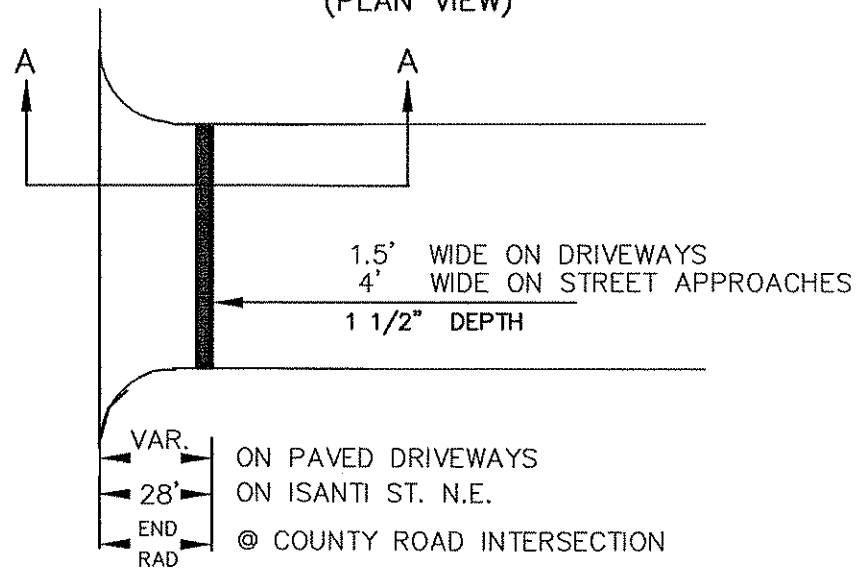 (PLAN VIEW)
A A
1.5' WIDE ON DRIVEWAYS
4' WIDE ON STREET APPROACHES
1 1/2" DEPTH
VAR. ON PAVED DRIVEWAYS
28' ON ISANTI ST. N.E.
END RAD @ COUNTY ROAD INTERSECTION